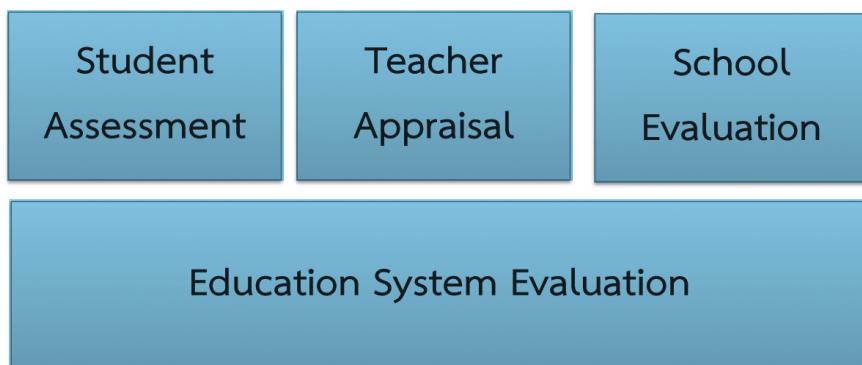 Student
Assessment
Teacher
Appraisal
School
Evaluation
Education System Evaluation